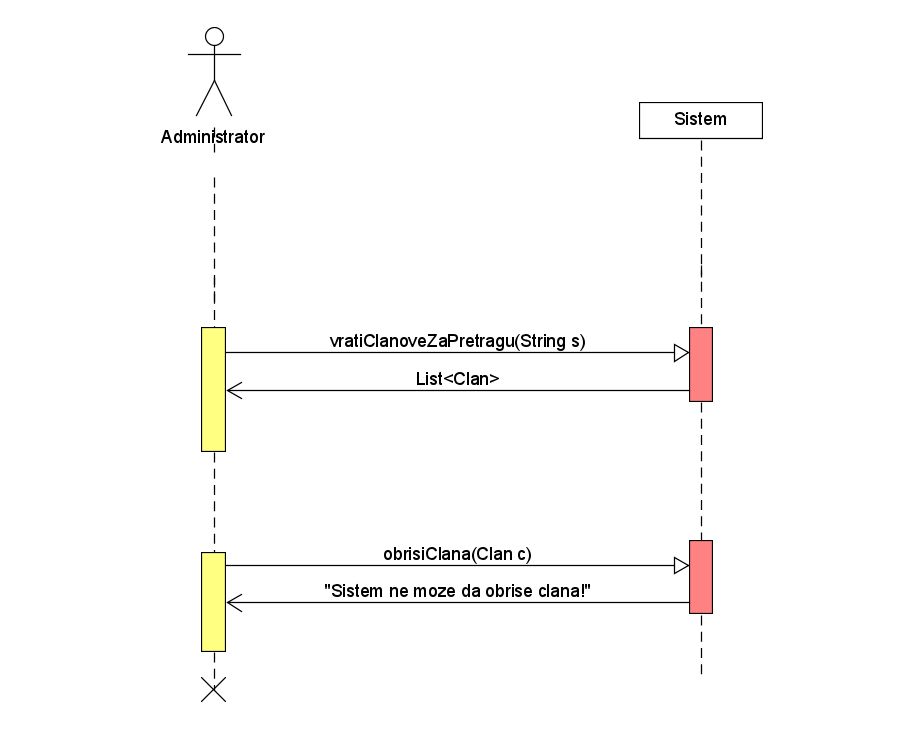 Administrator
Sistem
vratiClanoveZaPretragu(String s)
List<Clan>
obrisiClana(Clan c)
"Sistem ne moze da obrise clana!"